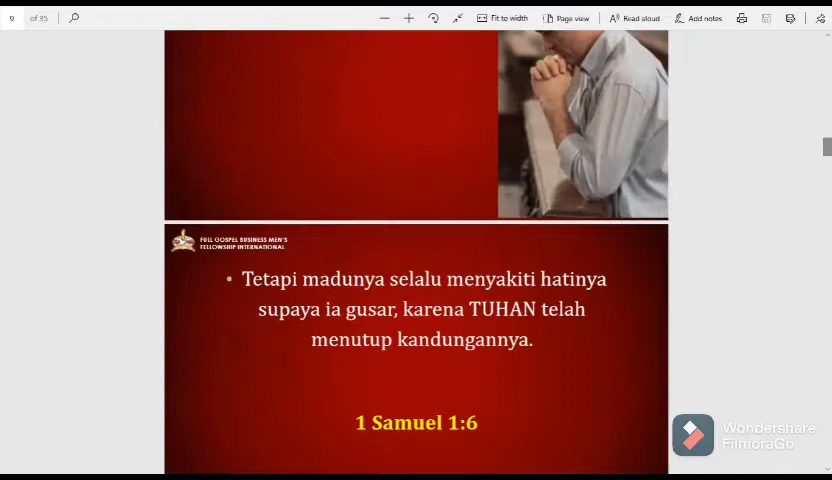 9 of 35 Fit to width Page view Read aloud Add notes
FULL GOSPEL BUSINESS MEN'S
FELLOWSHIP INTERNATIONAL
• Tetapi madunya selalu menyakiti hatinya
supaya ia gusar, karena TUHAN telah
menutup kandungannya.
1 Samuel 1:6
Wondershare
FilmoraGo